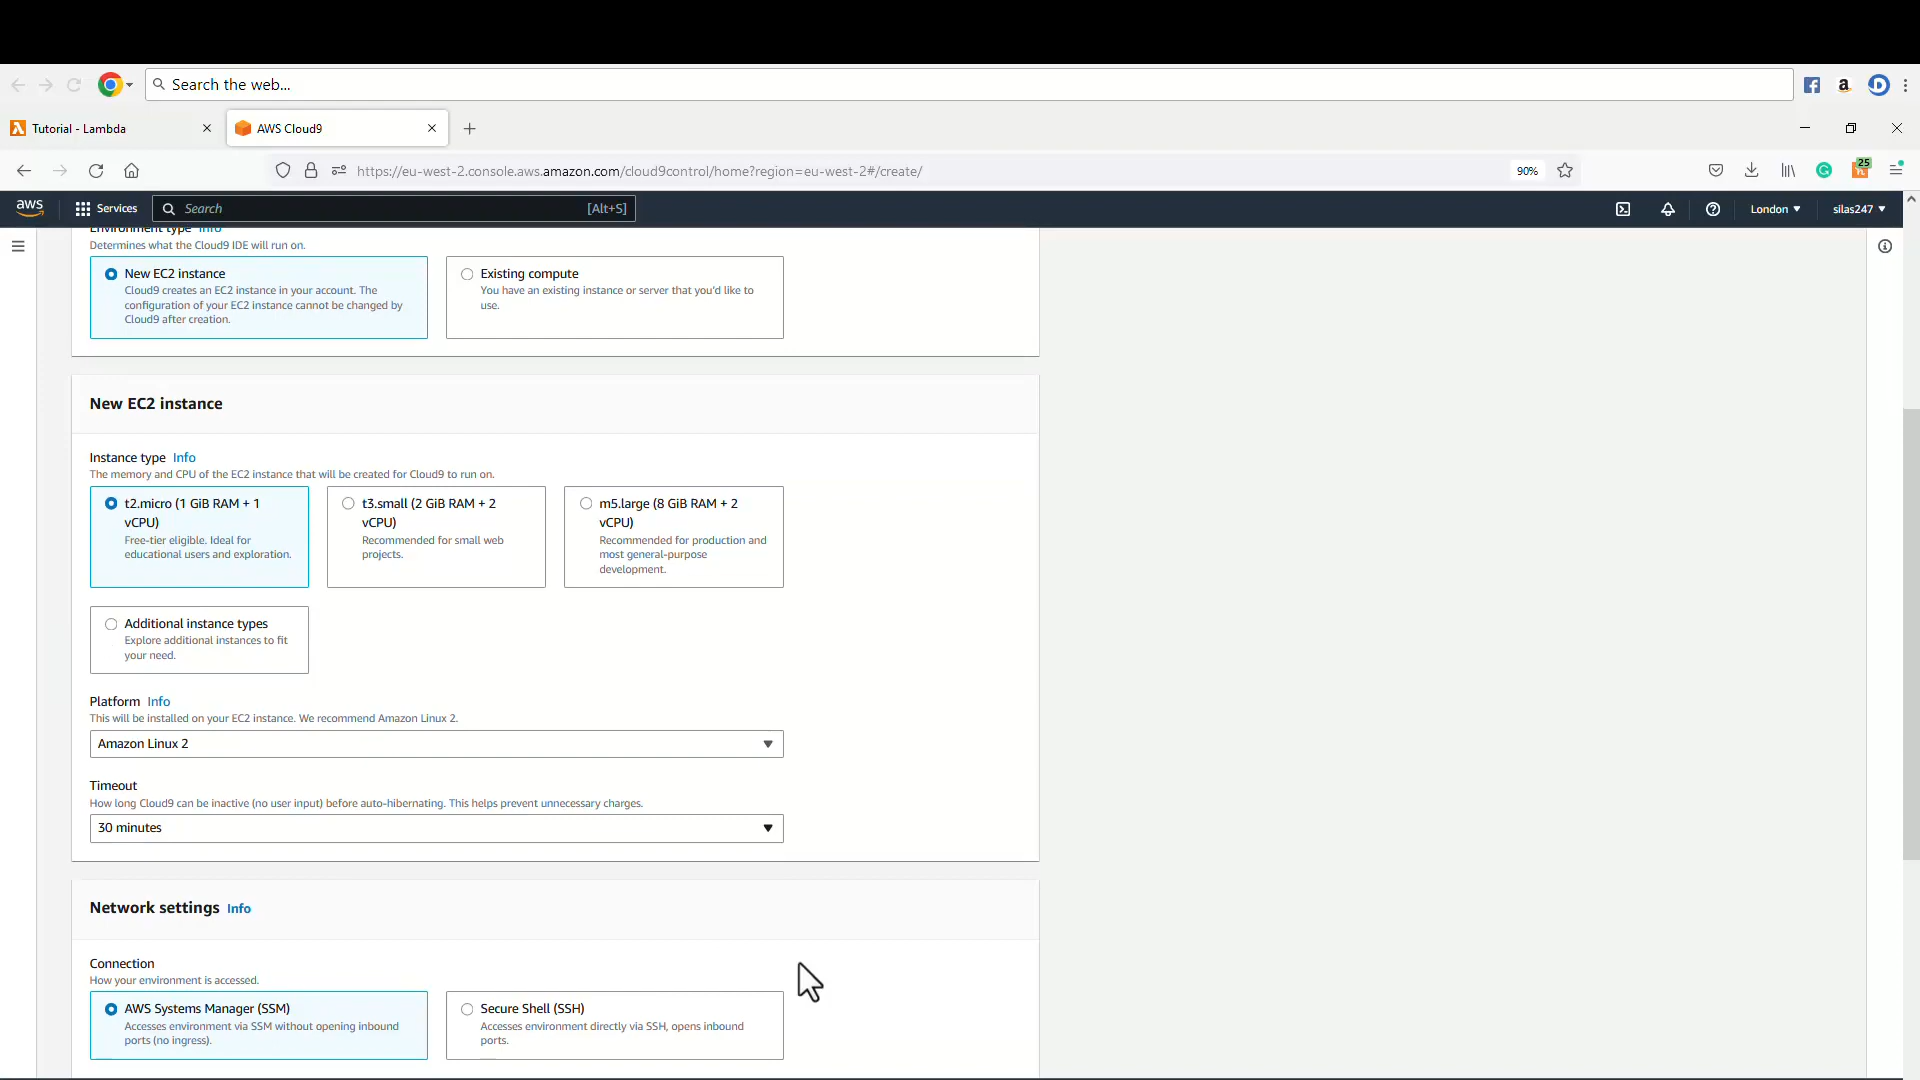 Search the web...
a
D
Tutorial - Lambda
AWS Cloud9
https://eu-west-2.console.aws.amazon.com/cloud9control/home?region=eu-west-2#/create/
90%
25
aws
Services
Search
[Alt+S]
London
silas247
Environment type Info
Determines what the Cloud9 IDE will run on.
New EC2 instance
Cloud9 creates an EC2 instance in your account. The
configuration of your EC2 instance cannot be changed by
Cloud9 after creation.
Existing compute
You have an existing instance or server that you'd like to
use.
New EC2 instance
Instance type Info
The memory and CPU of the EC2 instance that will be created for Cloud9 to run on.
t2.micro (1 GiB RAM + 1
vCPU)
Free-tier eligible. Ideal for
educational users and exploration.
t3.small (2 GiB RAM + 2
vCPU)
Recommended for small web
projects.
m5.large (8 GiB RAM + 2
vCPU)
Recommended for production and
most general-purpose
development.
Additional instance types
Explore additional instances to fit
your need.
Platform Info
This will be installed on your EC2 instance. We recommend Amazon Linux 2.
Amazon Linux 2
Timeout
How long Cloud9 can be inactive (no user input) before auto-hibernating. This helps prevent unnecessary charges.
30 minutes
Network settings Info
Connection
How your environment is accessed.
AWS Systems Manager (SSM)
Accesses environment via SSM without opening inbound
ports (no ingress).
Secure Shell (SSH)
Accesses environment directly via SSH, opens inbound
ports.